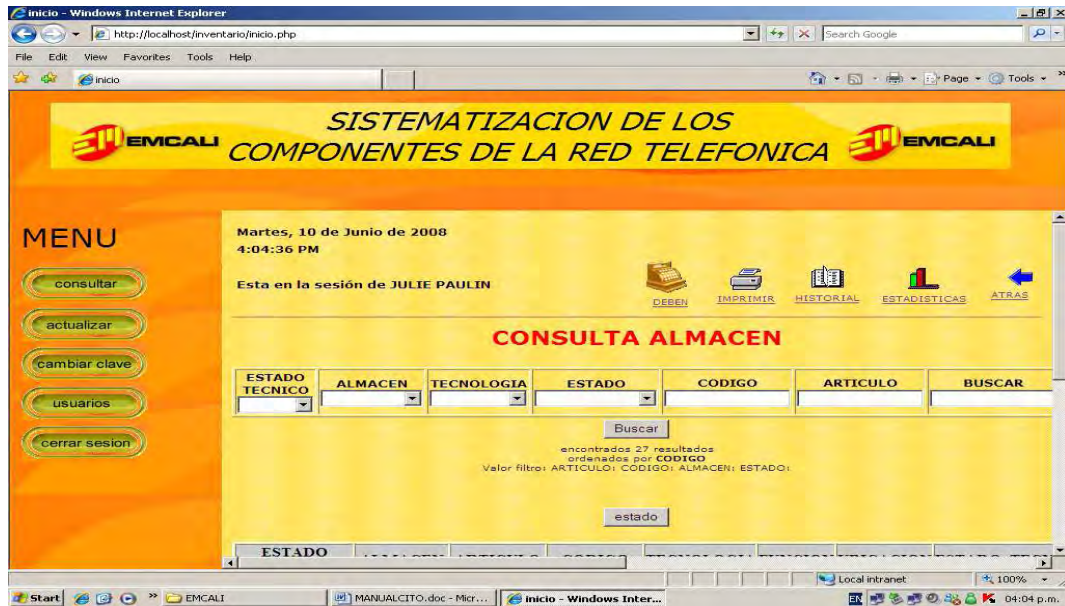 inicio - Windows Internet Explorer
http://localhost/inventario/inicio.php
Search Google
File Edit View Favorites Tools Help
inicio
Page Tools
EMCALI
SISTEMATIZACION DE LOS
COMPONENTES DE LA RED TELEFONICA
EMCALI
MENU
consultar
actualizar
cambiar clave
usuarios
cerrar sesion
Martes, 10 de Junio de 2008
4:04:36 PM
Esta en la sesión de JULIE PAULIN
DEBEN IMPRIMIR HISTORIAL ESTADISTICAS ATRAS
CONSULTA ALMACEN
ESTADO TECNICO ALMACEN TECNOLOGIA ESTADO CODIGO ARTICULO BUSCAR
Buscar
encontrados 27 resultados
ordenados por CODIGO
Valor filtro: ARTICULO: CODIGO: ALMACEN: ESTADO:
estado
ESTADO
Local intranet 100%
Start EMCALI MANUALCITO.doc - Micr... inicio - Windows Inter... EN 04:04 p.m.